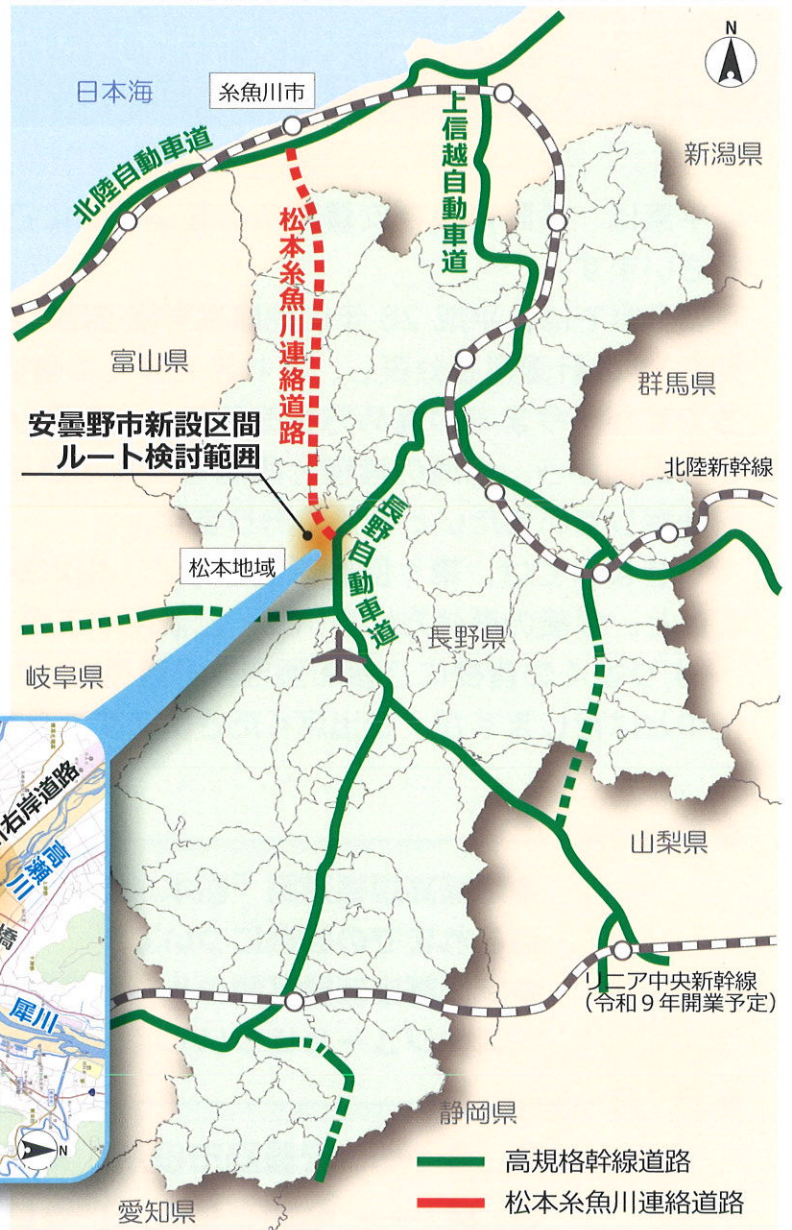 N
日本海
糸魚川市
北陸自動車道
上信越自動車道
新潟県
松本糸魚川連絡道路
富山県
群馬県
安曇野市新設区間
ルート検討範囲
北陸新幹線
松本地域
長野自動車道
長野県
岐阜県
右岸道路
高瀬川
橋
犀川
N
山梨県
リニア中央新幹線
(令和9年開業予定)
静岡県
愛知県
高規格幹線道路
松本糸魚川連絡道路